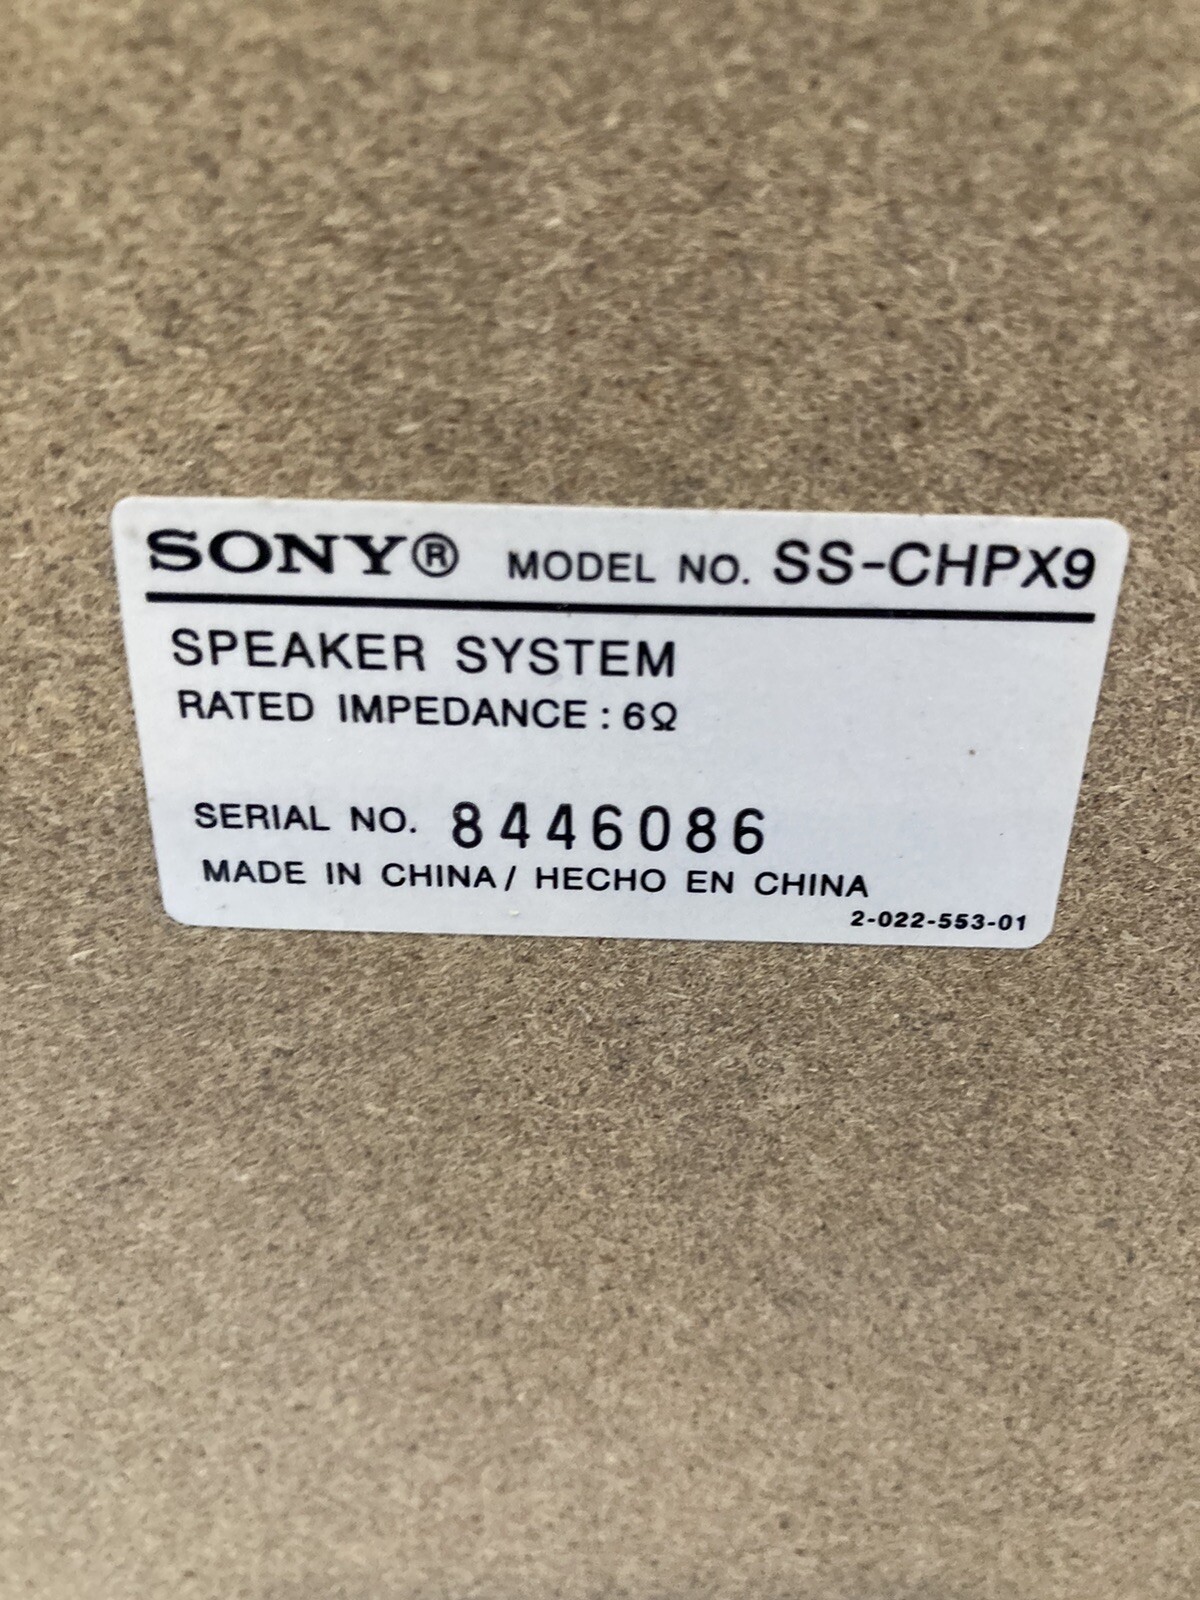 SONY® MODEL NO. SS-CHPX9
SPEAKER SYSTEM
RATED IMPEDANCE : 6Ω
SERIAL NO. 8446086
MADE IN CHINA / HECHO EN CHINA
2-022-553-01